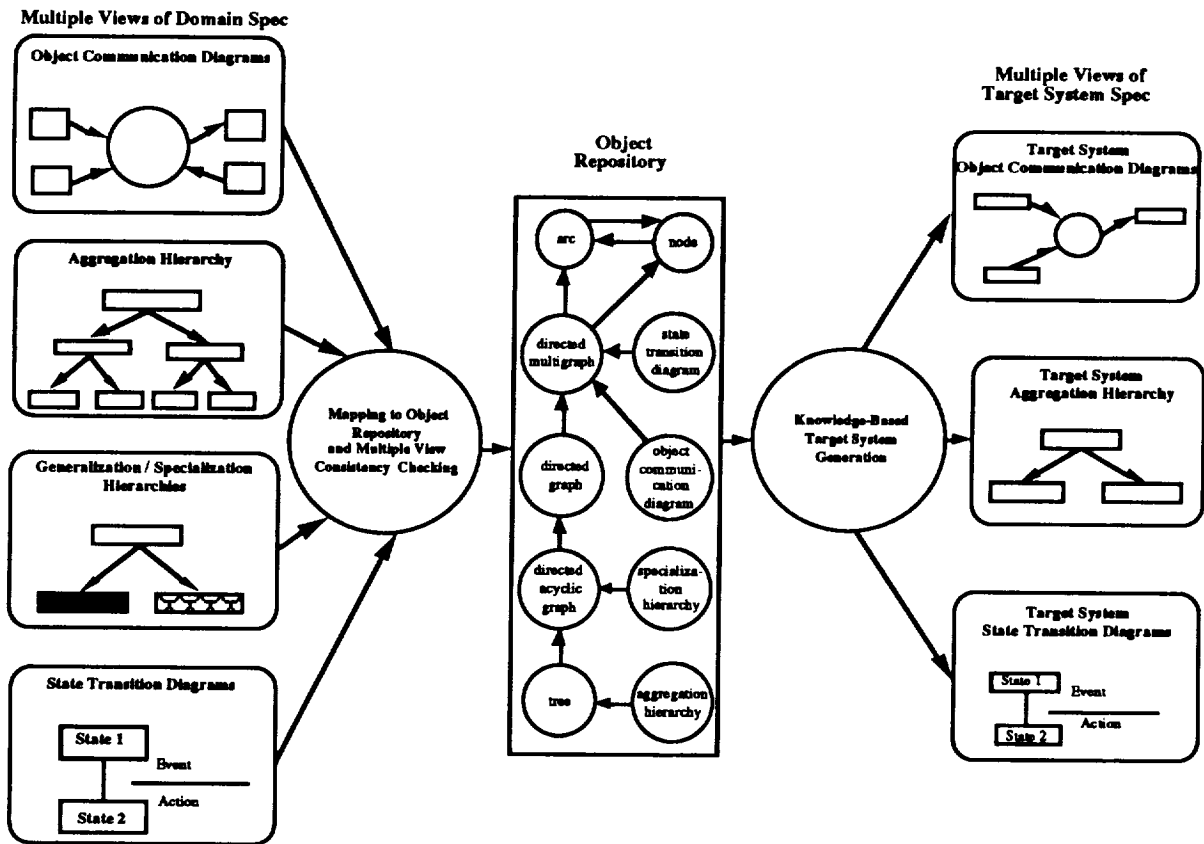 Multiple Views of Domain Spec
Object Communication Diagrams
Aggregation Hierarchy
Generalization / Specialization
Hierarchies
State Transition Diagrams
State 1
Event
Action
State 2
Mapping to Object
Repository
and Multiple View
Consistency Checking
Object
Repository
arc
node
directed
multigraph
state
transition
diagram
directed
graph
object
communi-
cation
diagram
directed
acyclic
graph
specializa-
tion
hierarchy
tree
aggregation
hierarchy
Knowledge-Based
Target System
Generation
Multiple Views of
Target System Spec
Target System
Object Communication Diagrams
Target System
Aggregation Hierarchy
Target System
State Transition Diagrams
State 1
Event
Action
State 2